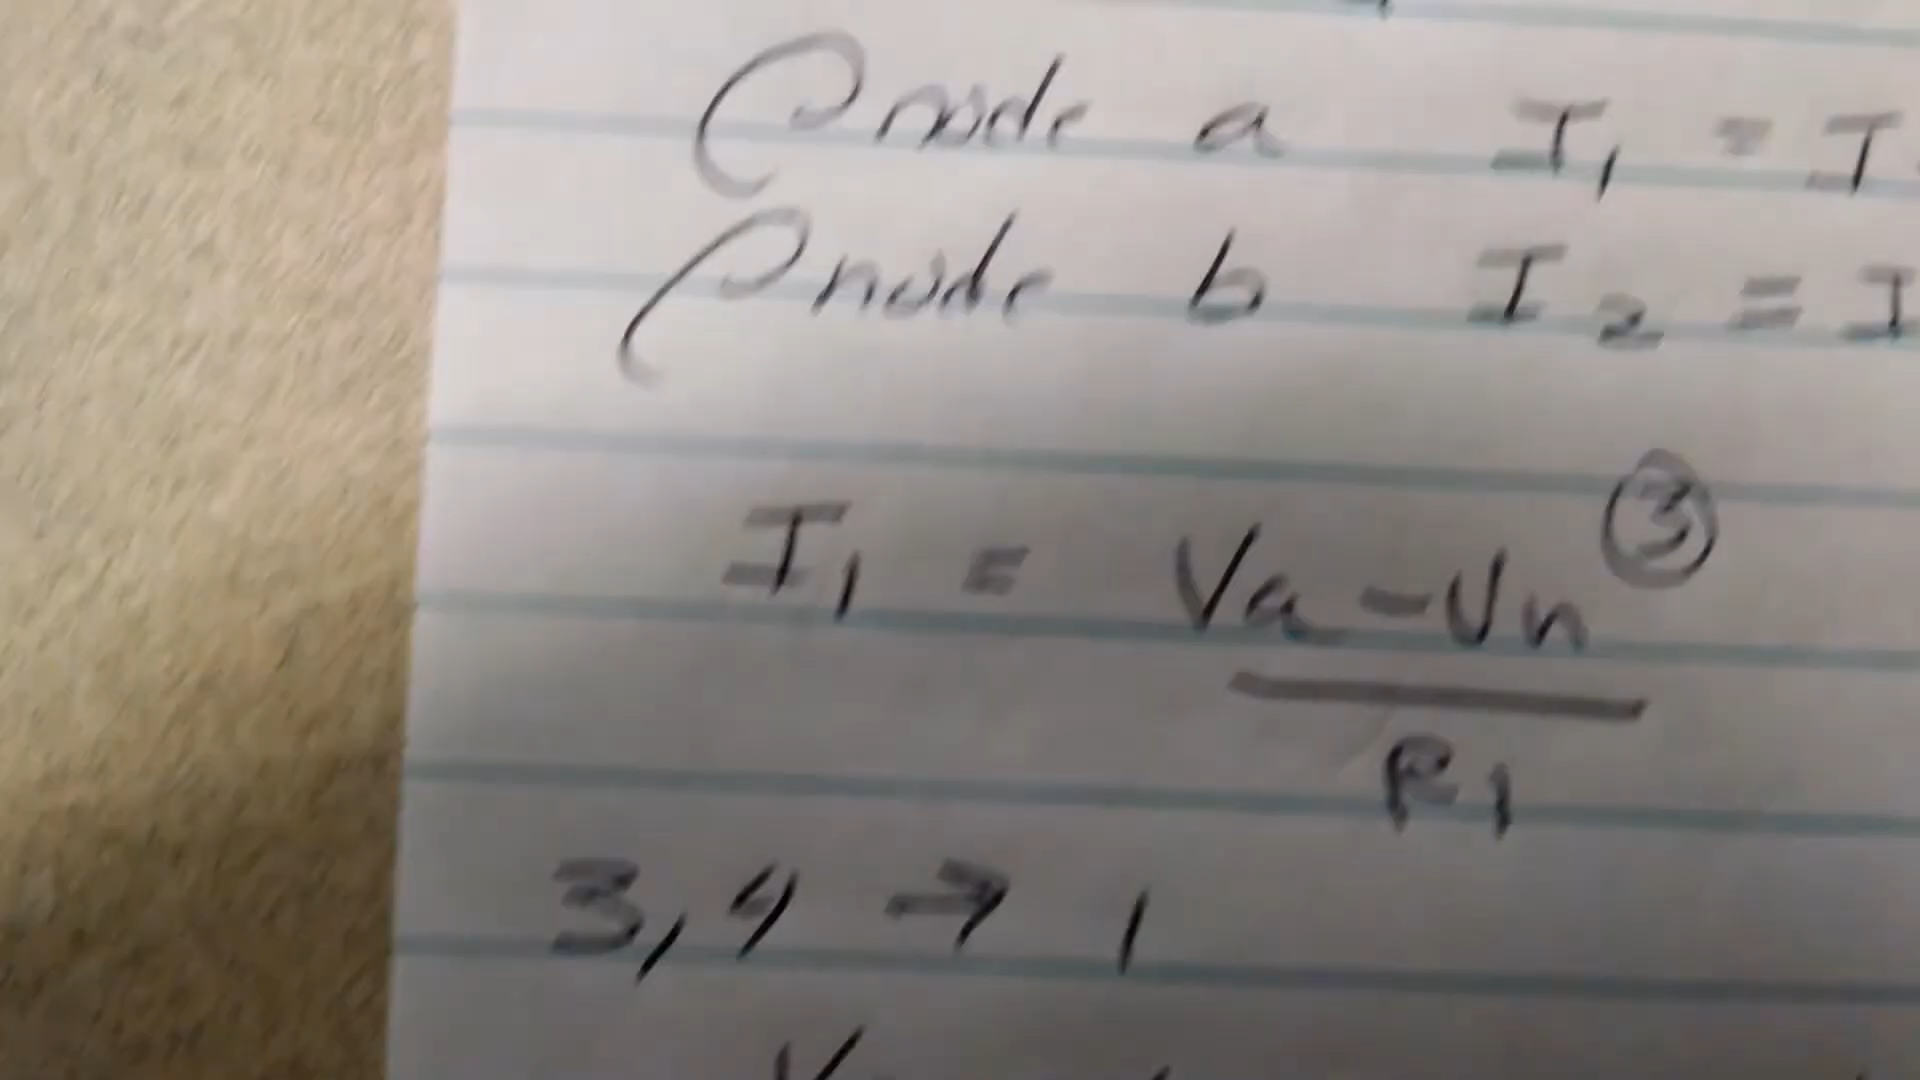 @node a I₁ = I
@node b I₂ = I
I₁ = Va - Vn ③
R₁
3,4 → 1